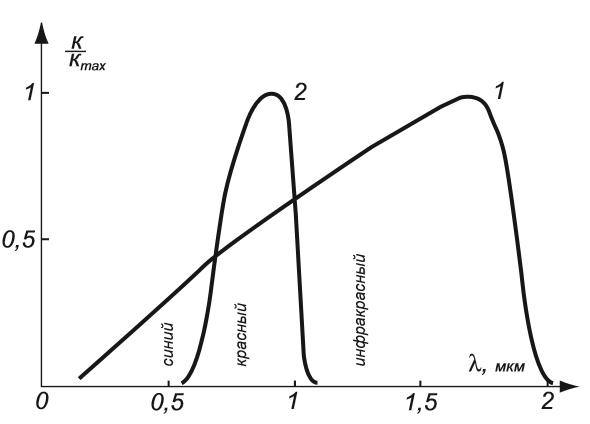 K
Kmax
1
2
1
0,5
синий
красный
инфракрасный
λ, мкм
0
0,5
1
1,5
2